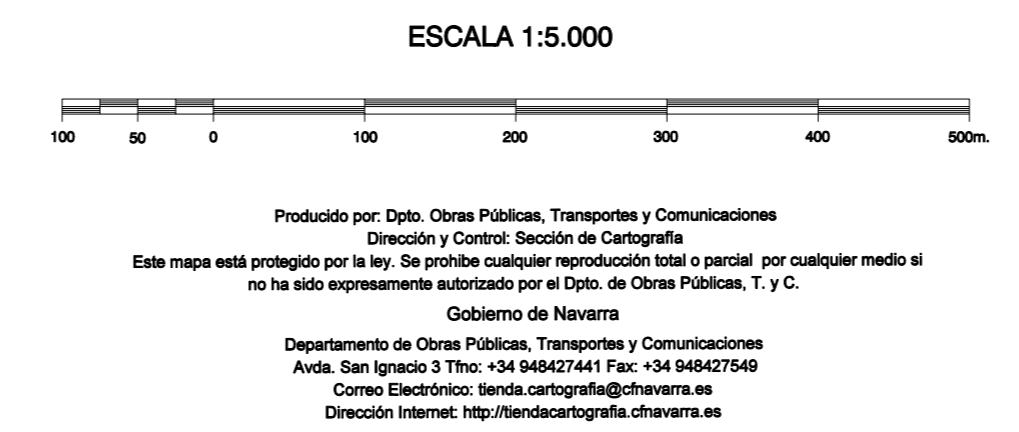 ESCALA 1:5.000
100 50 0 100 200 300 400 500m.
Producido por: Dpto. Obras Públicas, Transportes y Comunicaciones
Dirección y Control: Sección de Cartografía
Este mapa está protegido por la ley. Se prohibe cualquier reproducción total o parcial por cualquier medio si
no ha sido expresamente autorizado por el Dpto. de Obras Públicas, T. y C.
Gobierno de Navarra
Departamento de Obras Públicas, Transportes y Comunicaciones
Avda. San Ignacio 3 Tfno: +34 948427441 Fax: +34 948427549
Correo Electrónico: tienda.cartografia@cfnavarra.es
Dirección Internet: http://tiendacartografia.cfnavarra.es